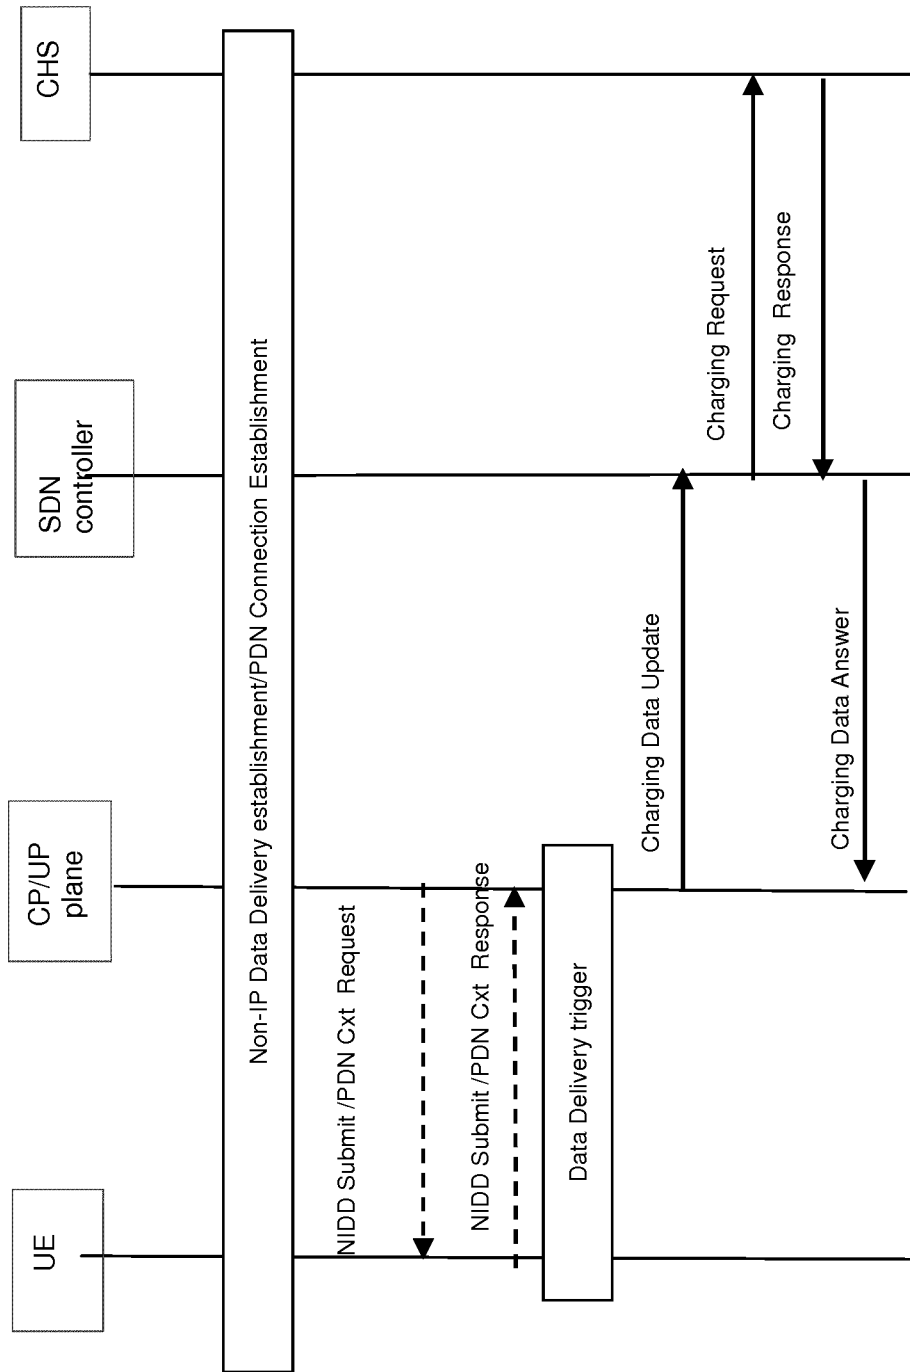 UE
CP/UP
plane
SDN
controller
CHS
Non-IP Data Delivery establishment/PDN Connection Establishment
NIDD Submit /PDN Cxt Request
NIDD Submit /PDN Cxt Response
Data Delivery trigger
Charging Data Update
Charging Request
Charging Response
Charging Data Answer